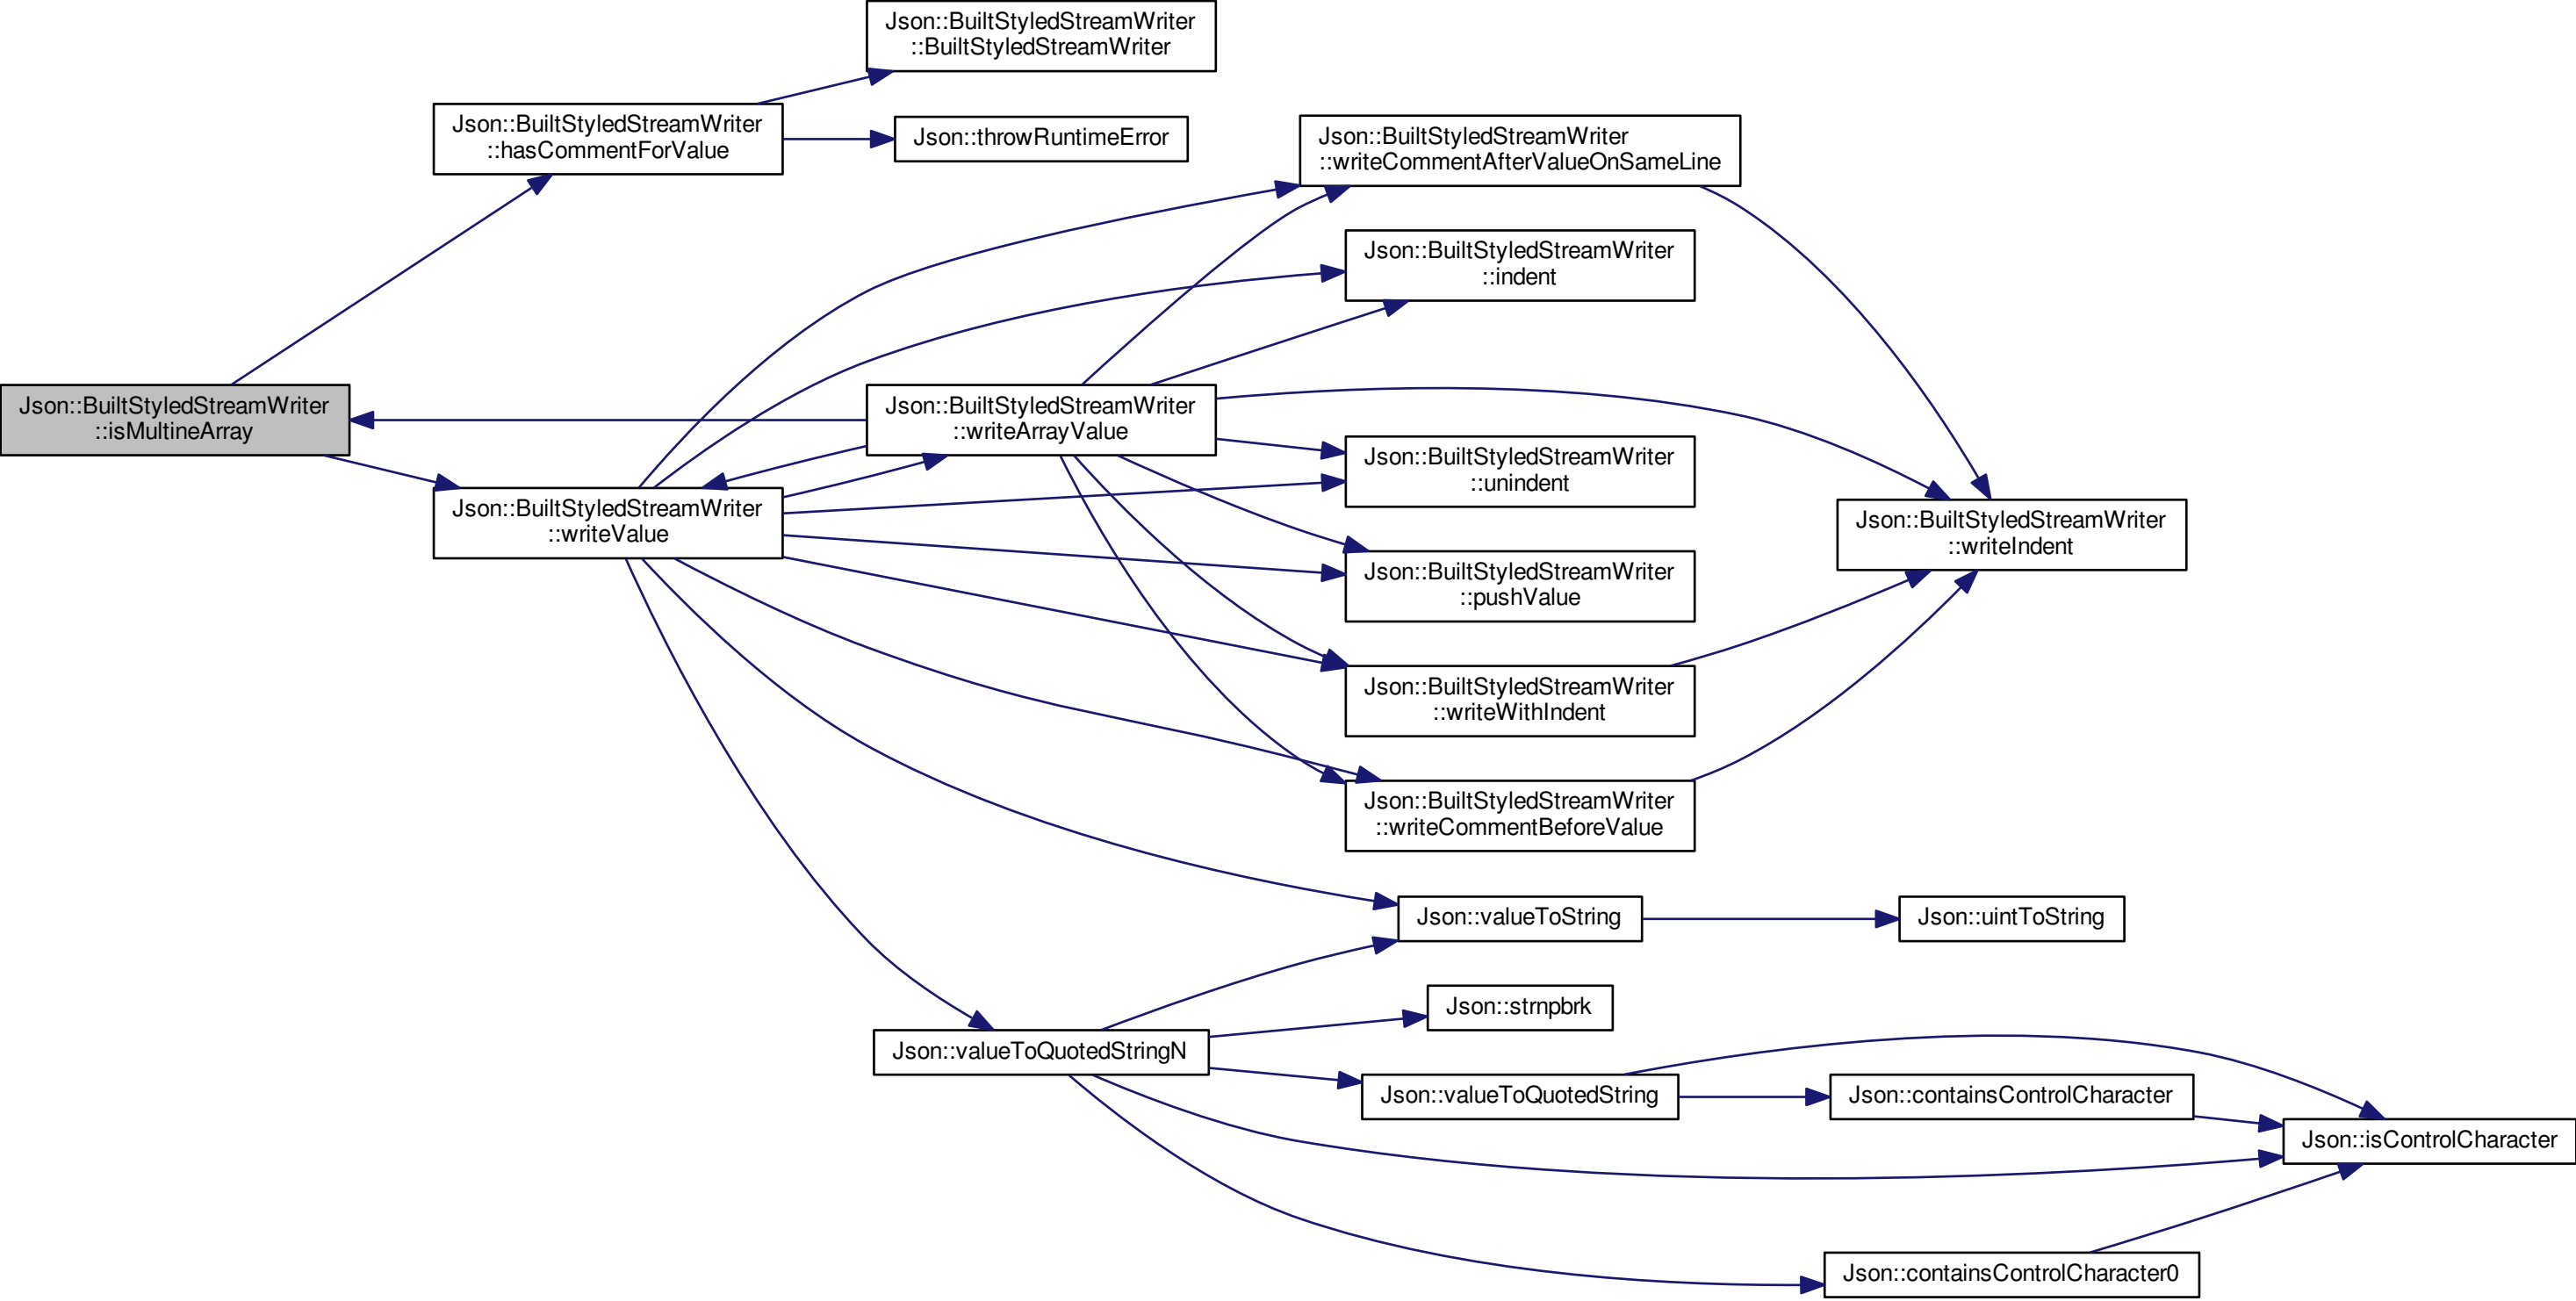 Json::BuiltStyledStreamWriter
::BuiltStyledStreamWriter
Json::BuiltStyledStreamWriter
::hasCommentForValue
Json::throwRuntimeError
Json::BuiltStyledStreamWriter
::writeCommentAfterValueOnSameLine
Json::BuiltStyledStreamWriter
::indent
Json::BuiltStyledStreamWriter
::isMultineArray
Json::BuiltStyledStreamWriter
::writeArrayValue
Json::BuiltStyledStreamWriter
::unindent
Json::BuiltStyledStreamWriter
::writeValue
Json::BuiltStyledStreamWriter
::writeIndent
Json::BuiltStyledStreamWriter
::pushValue
Json::BuiltStyledStreamWriter
::writeWithIndent
Json::BuiltStyledStreamWriter
::writeCommentBeforeValue
Json::valueToString
Json::uintToString
Json::strnpbrk
Json::valueToQuotedStringN
Json::valueToQuotedString
Json::containsControlCharacter
Json::isControlCharacter
Json::containsControlCharacter0